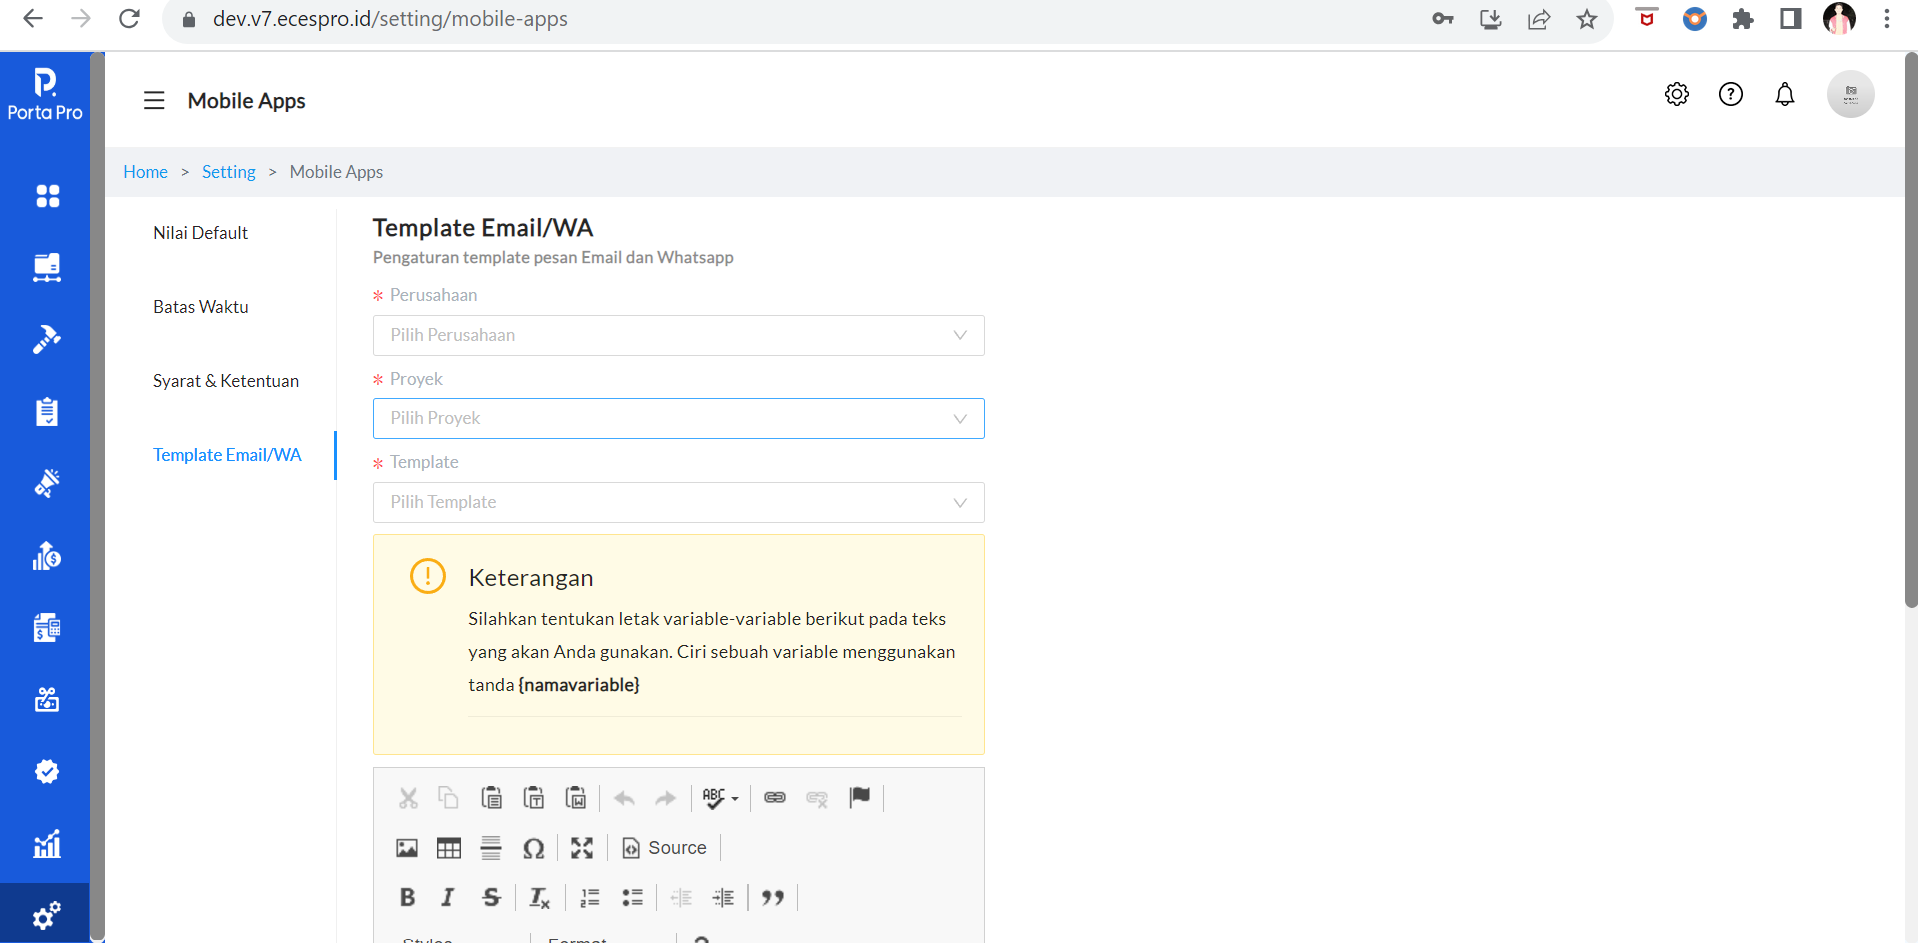 dev.v7.ecespro.id/setting/mobile-apps
Porta Pro
Mobile Apps
Home > Setting > Mobile Apps
Nilai Default
Batas Waktu
Syarat & Ketentuan
Template Email/WA
Template Email/WA
Pengaturan template pesan Email dan Whatsapp
* Perusahaan
Pilih Perusahaan
* Proyek
Pilih Proyek
* Template
Pilih Template
Keterangan
Silahkan tentukan letak variable-variable berikut pada teks
yang akan Anda gunakan. Ciri sebuah variable menggunakan
tanda {namavariable}
ABC
Source
Styles
Format